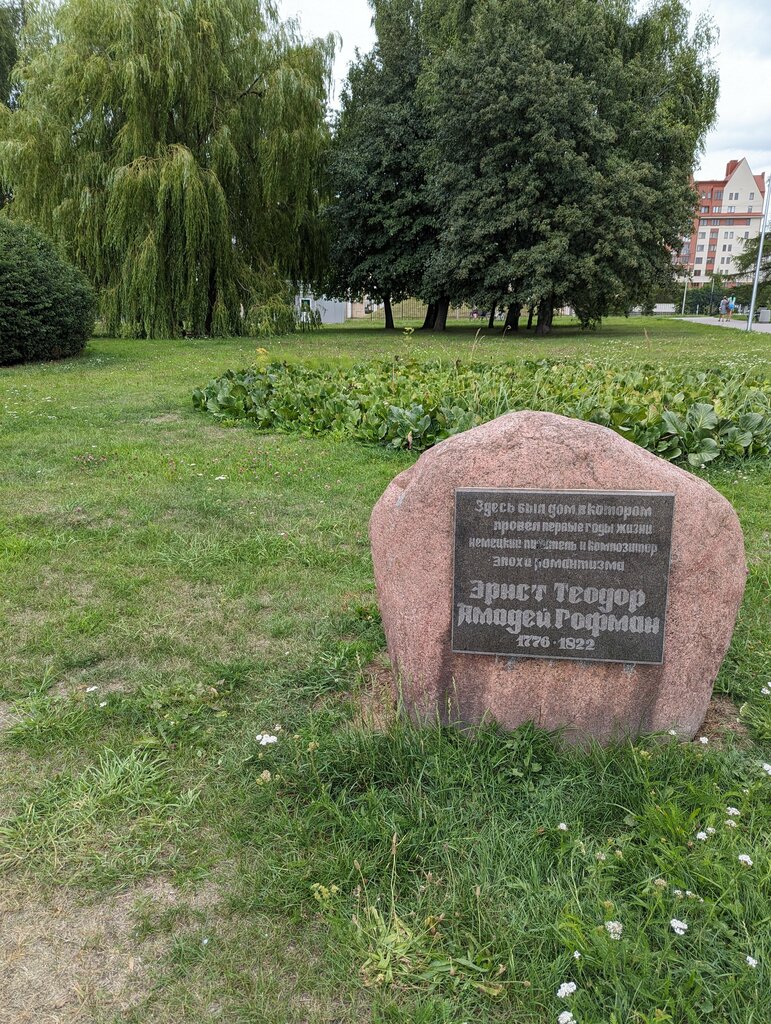 Здесь был дом в котором
провел первые годы жизни
немецкий писатель и композитор
эпохи романтизма
Эрнст Теодор
Амадей Гофман
1776-1822